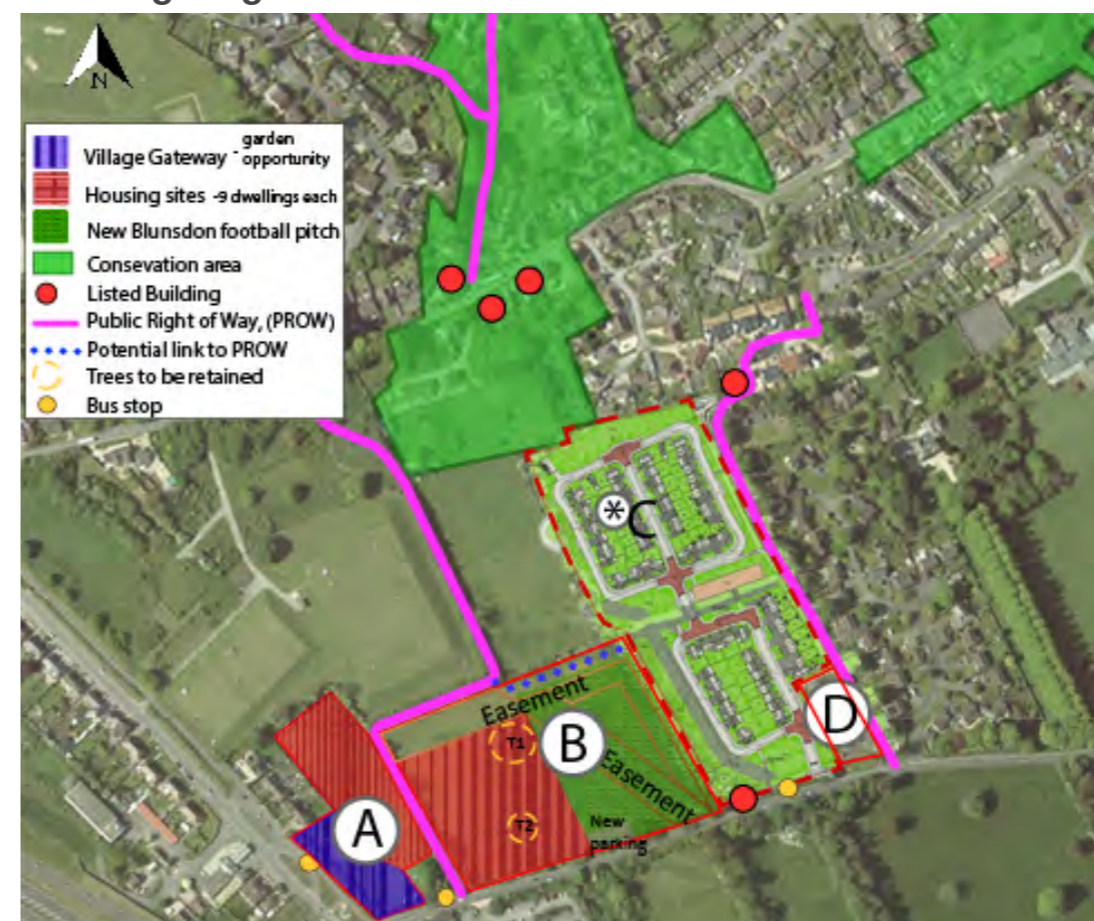 N
garden
Village Gateway - opportunity
Housing sites -9 dwellings each
New Blunsdon football pitch
Consevation area
Listed Building
Public Right of Way, (PROW)
Potential link to PROW
Trees to be retained
Bus stop
* C
D
Easement
T1
B
Easement
T2
New
parking
A